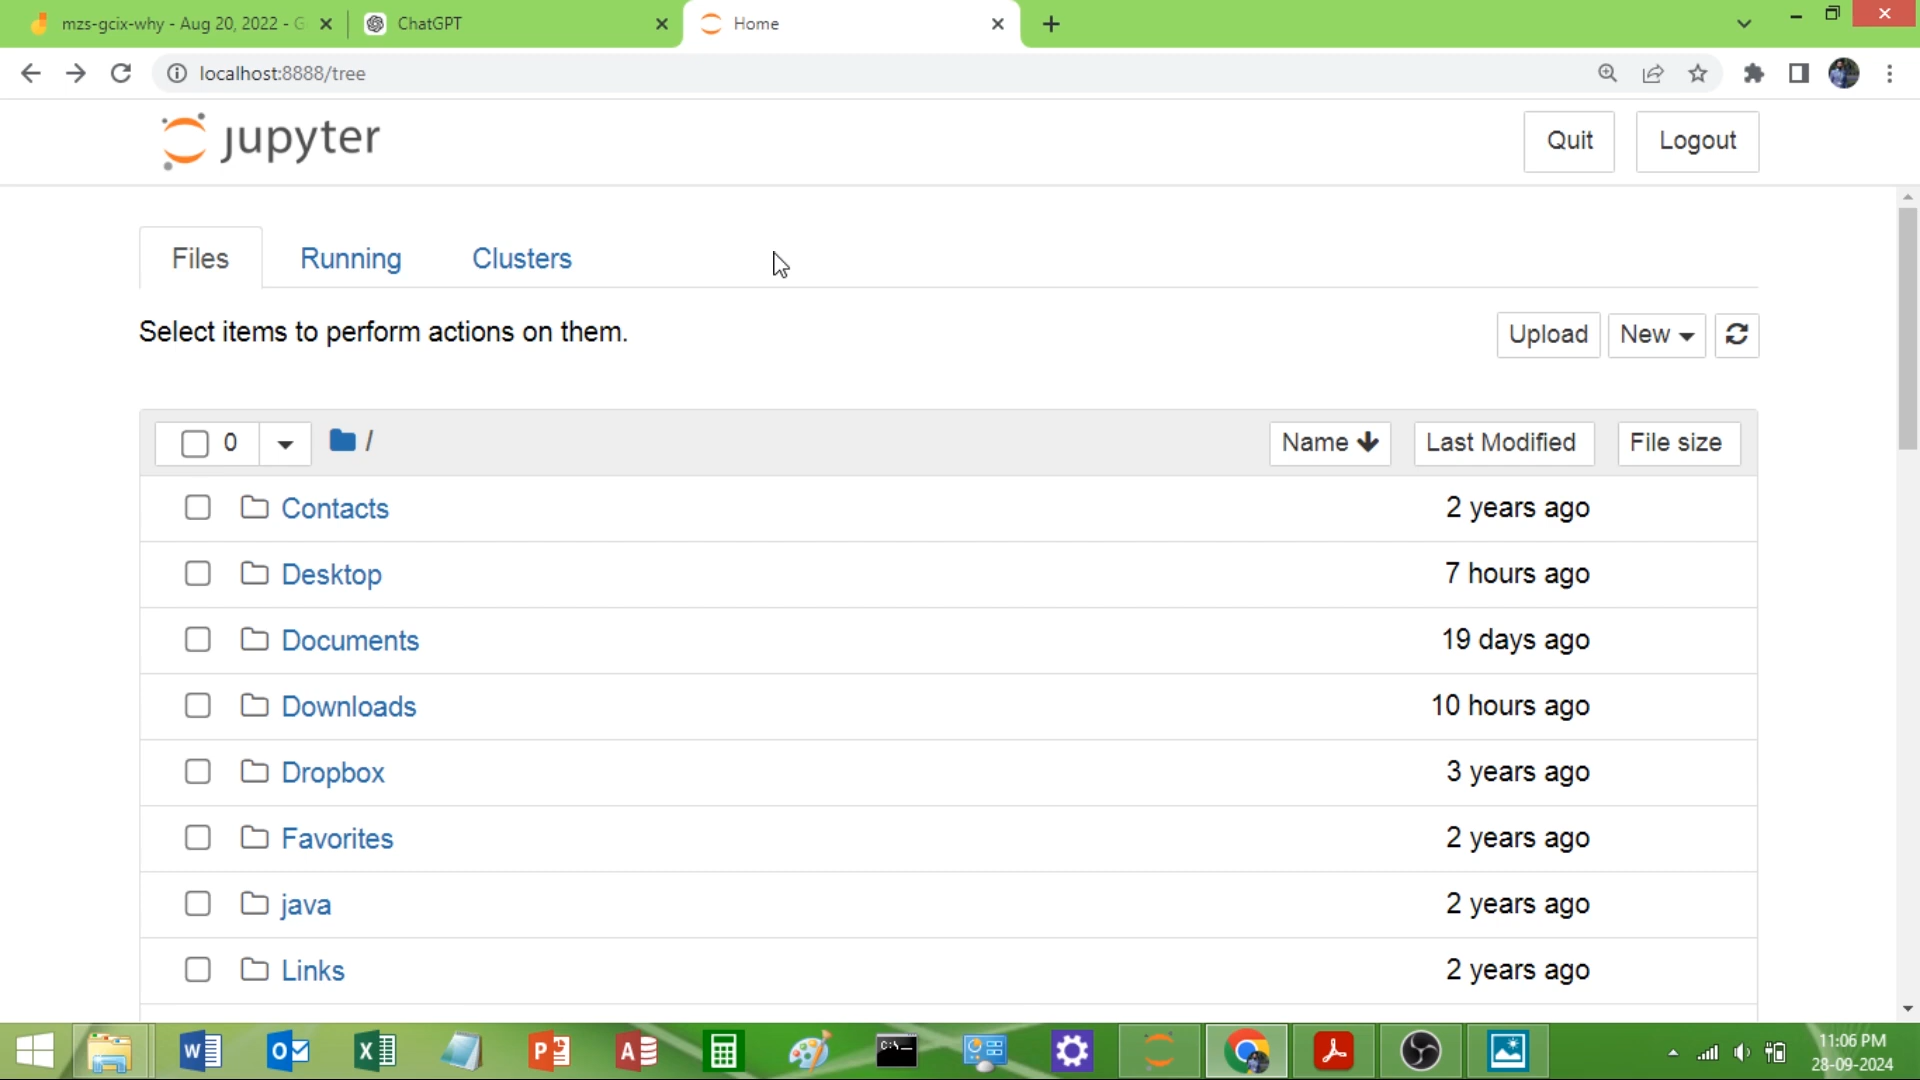 mzs-gcix-why - Aug 20, 2022 - G
ChatGPT
Home
localhost:8888/tree
jupyter
Quit
Logout
Files
Running
Clusters
Select items to perform actions on them.
Upload
New
0
/
Name
Last Modified
File size
Contacts
2 years ago
Desktop
7 hours ago
Documents
19 days ago
Downloads
10 hours ago
Dropbox
3 years ago
Favorites
2 years ago
java
2 years ago
Links
2 years ago
11:06 PM
28-09-2024